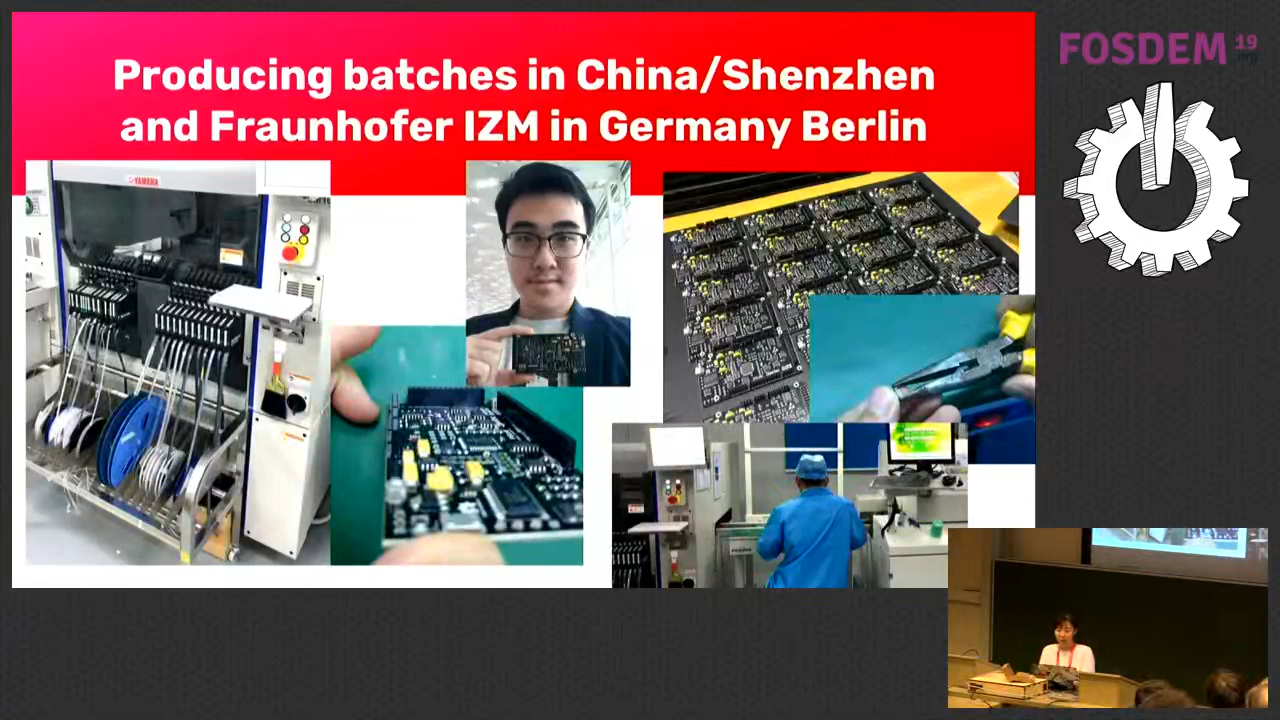 Producing batches in China/Shenzhen
and Fraunhofer IZM in Germany Berlin
YAMAHA
FOSDEM 19